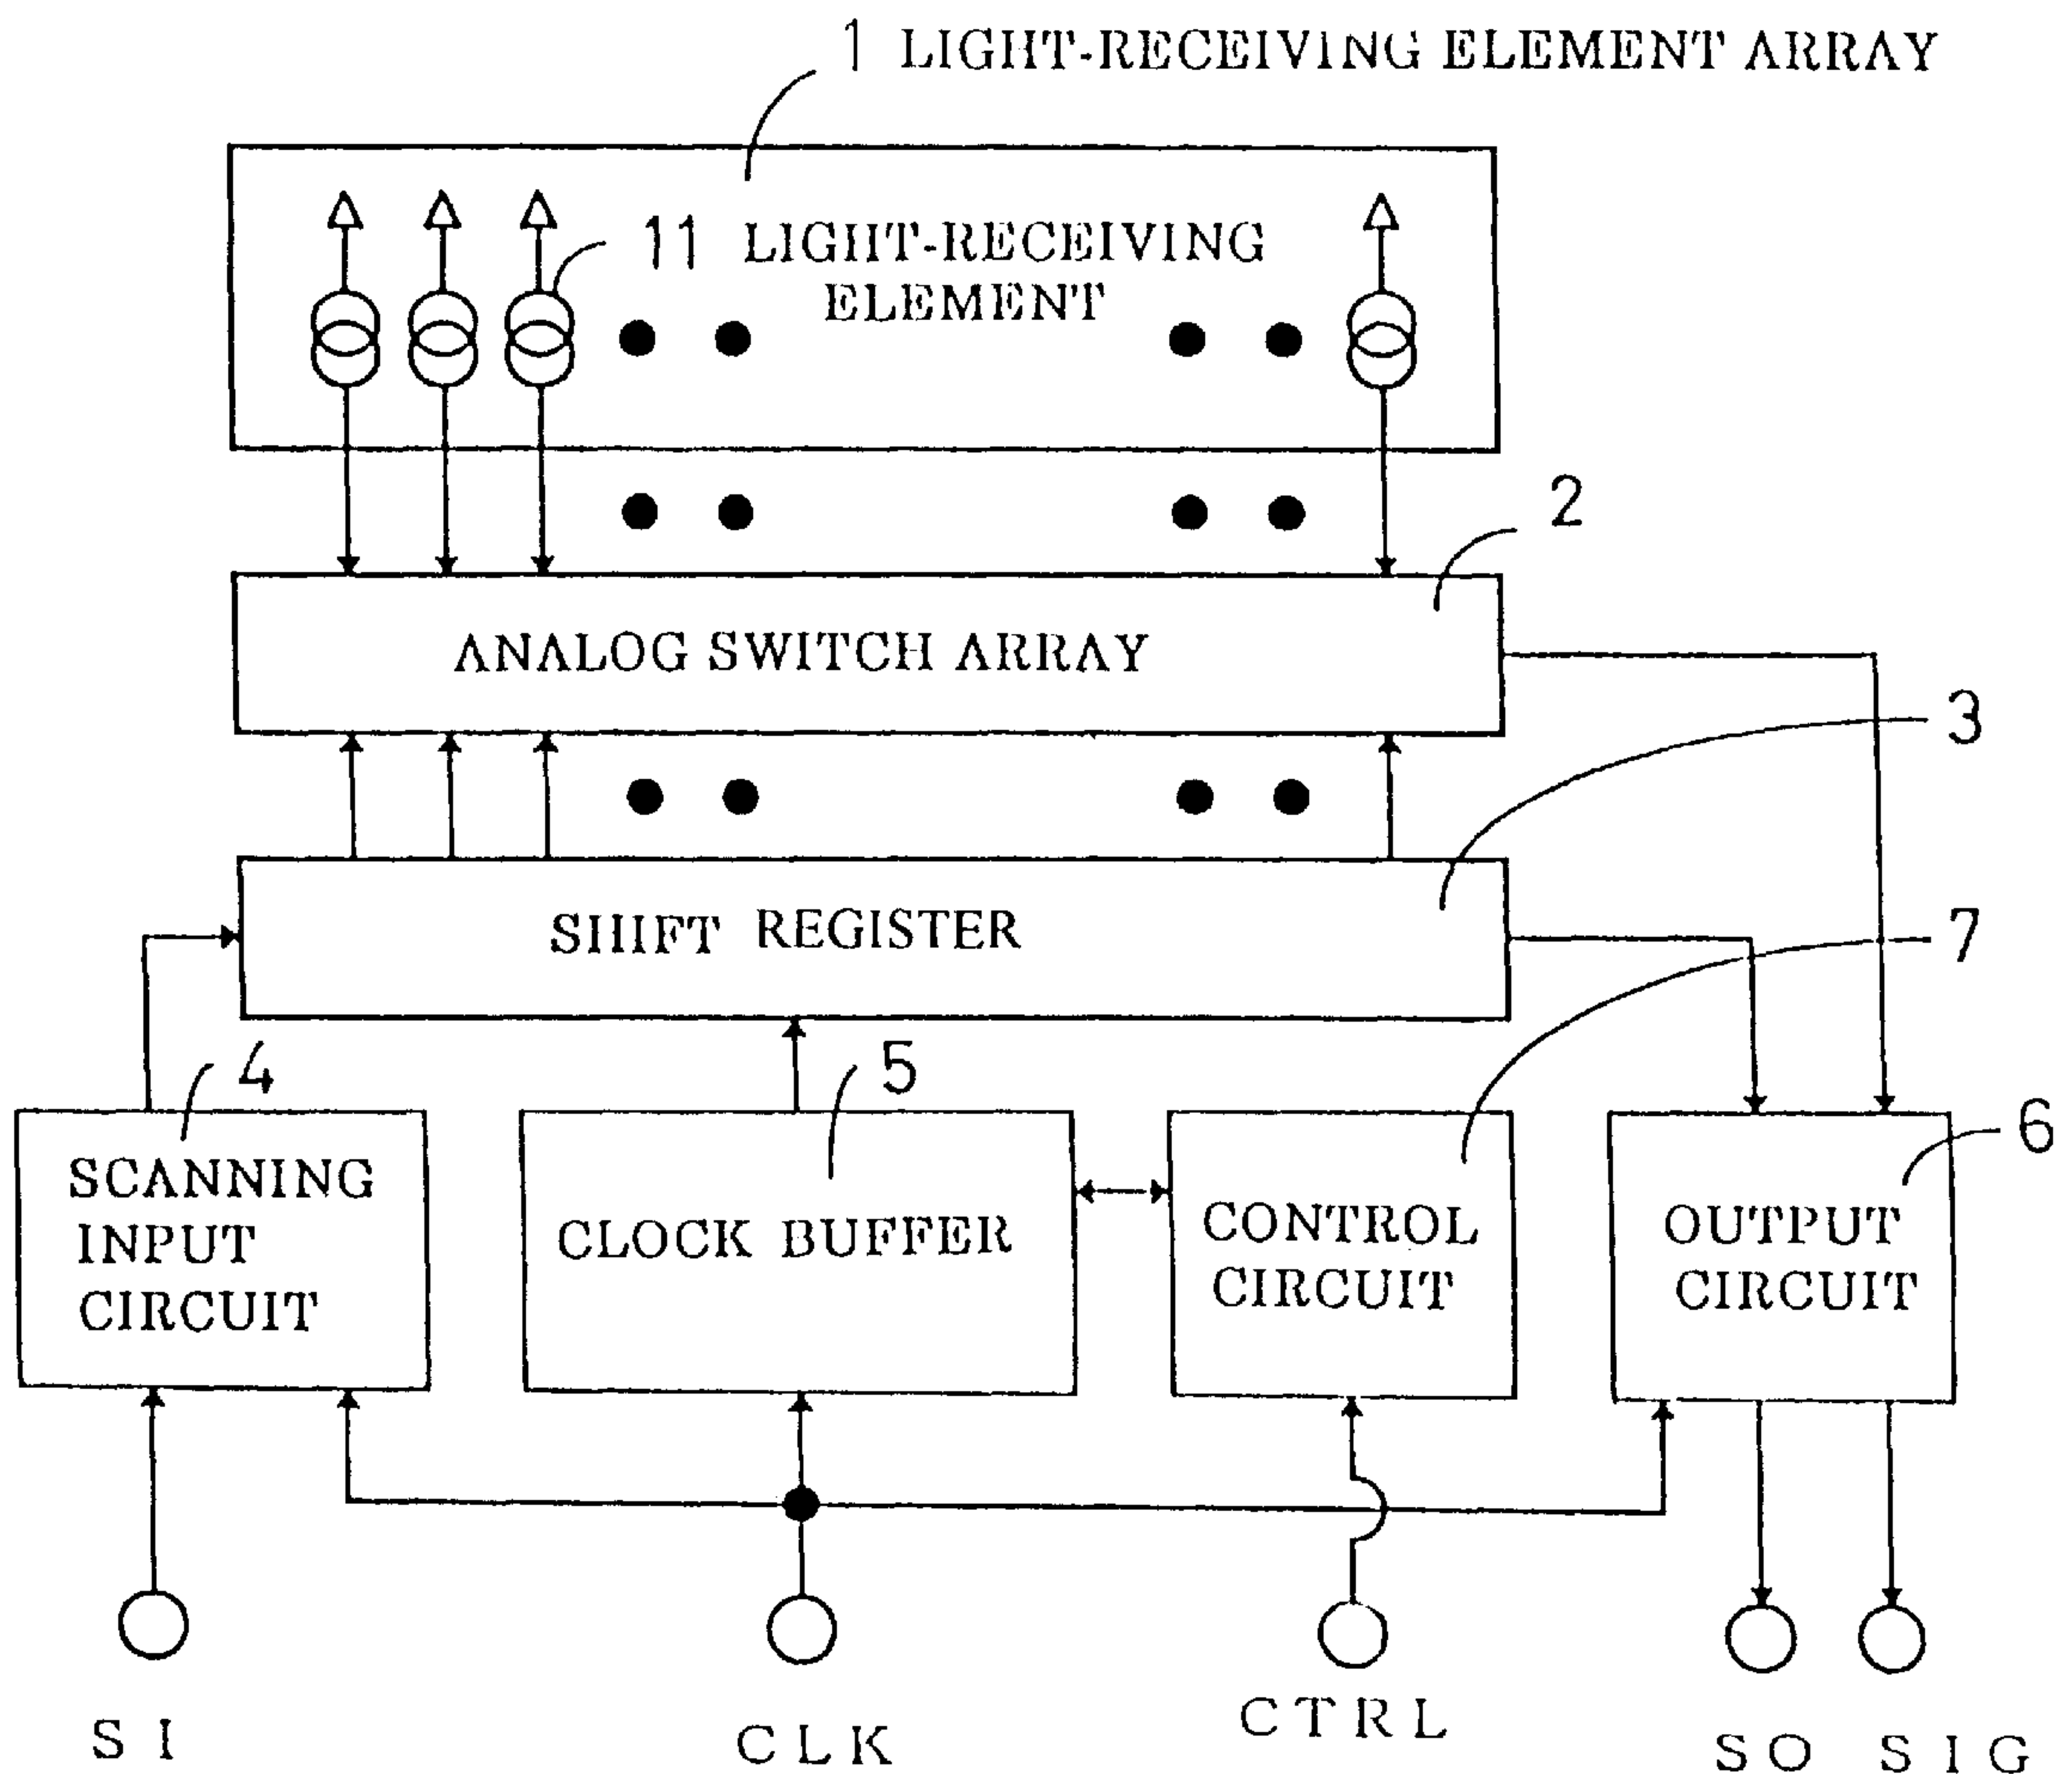 1 LIGHT-RECEIVING ELEMENT ARRAY
11 LIGHT-RECEIVING
ELEMENT
2
ANALOG SWITCH ARRAY
3
SHIFT REGISTER
7
4
5
6
SCANNING
INPUT
CIRCUIT
CLOCK BUFFER
CONTROL
CIRCUIT
OUTPUT
CIRCUIT
SI
CLK
CTRL
SO
SIG